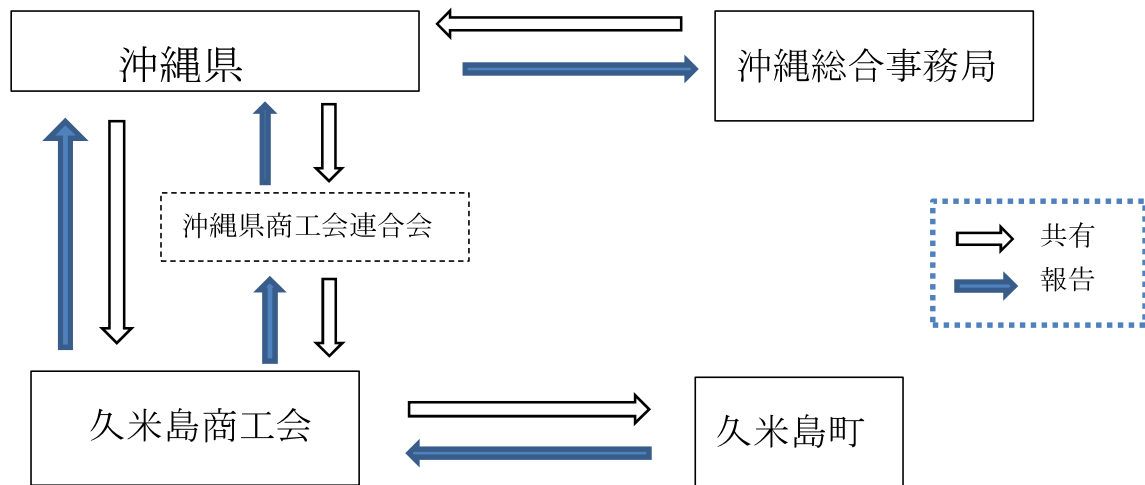 沖縄県
沖縄総合事務局
沖縄県商工会連合会
共有
報告
久米島商工会
久米島町